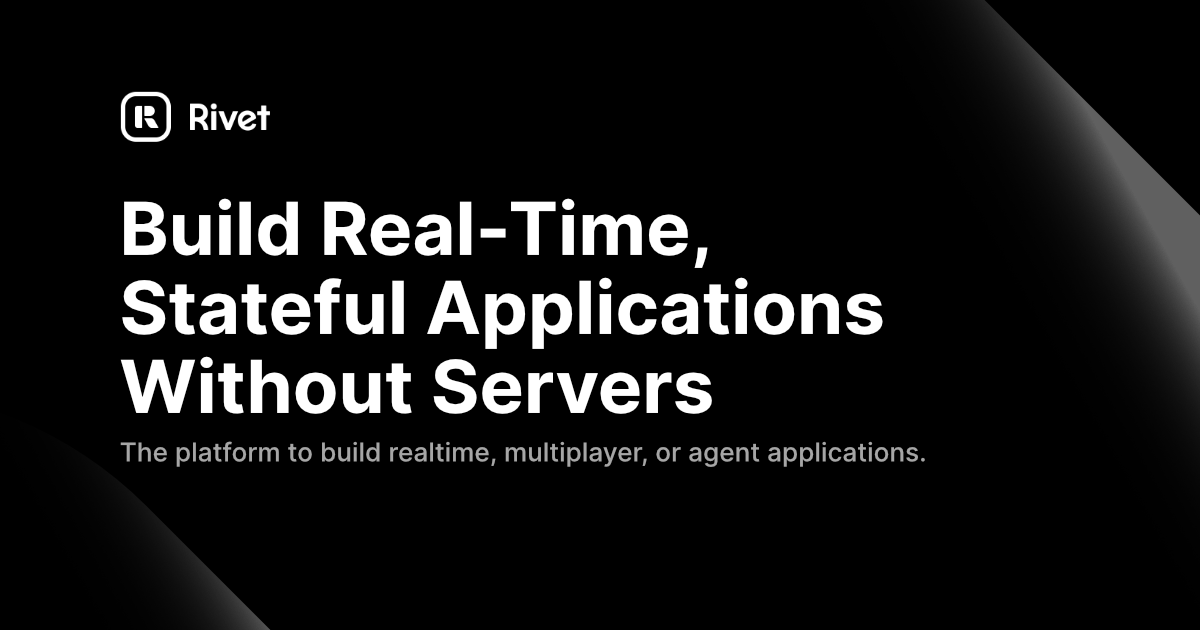 Rivet
Build Real-Time,
Stateful Applications
Without Servers
The platform to build realtime, multiplayer, or agent applications.